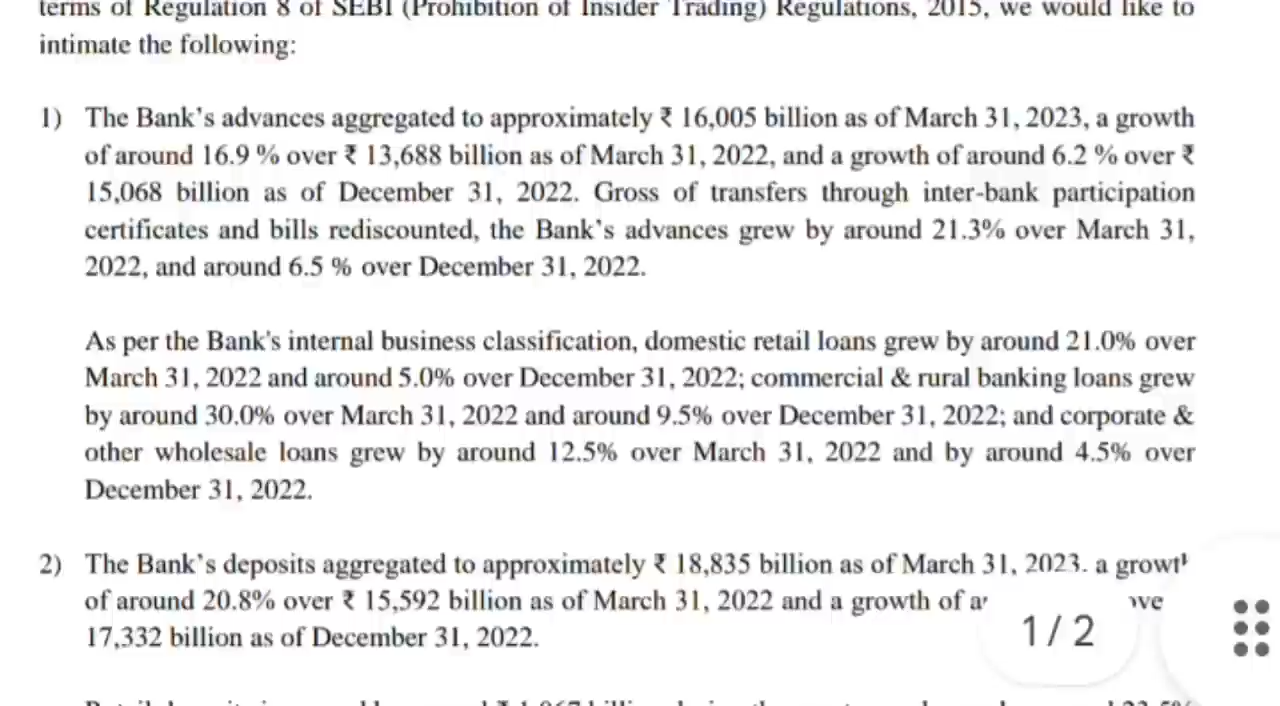 terms of Regulation 8 of SEBI (Prohibition of Insider Trading) Regulations, 2015, we would like to
intimate the following:
1) The Bank's advances aggregated to approximately ₹ 16,005 billion as of March 31, 2023, a growth
of around 16.9 % over ₹ 13,688 billion as of March 31, 2022, and a growth of around 6.2 % over ₹
15,068 billion as of December 31, 2022. Gross of transfers through inter-bank participation
certificates and bills rediscounted, the Bank's advances grew by around 21.3% over March 31,
2022, and around 6.5 % over December 31, 2022.
As per the Bank's internal business classification, domestic retail loans grew by around 21.0% over
March 31, 2022 and around 5.0% over December 31, 2022; commercial & rural banking loans grew
by around 30.0% over March 31, 2022 and around 9.5% over December 31, 2022; and corporate &
other wholesale loans grew by around 12.5% over March 31, 2022 and by around 4.5% over
December 31, 2022.
2) The Bank's deposits aggregated to approximately ₹ 18,835 billion as of March 31, 2023. a
of around 20.8% over ₹ 15,592 billion as of March 31, 2022 and a growth of
17,332 billion as of December 31, 2022.
1 / 2